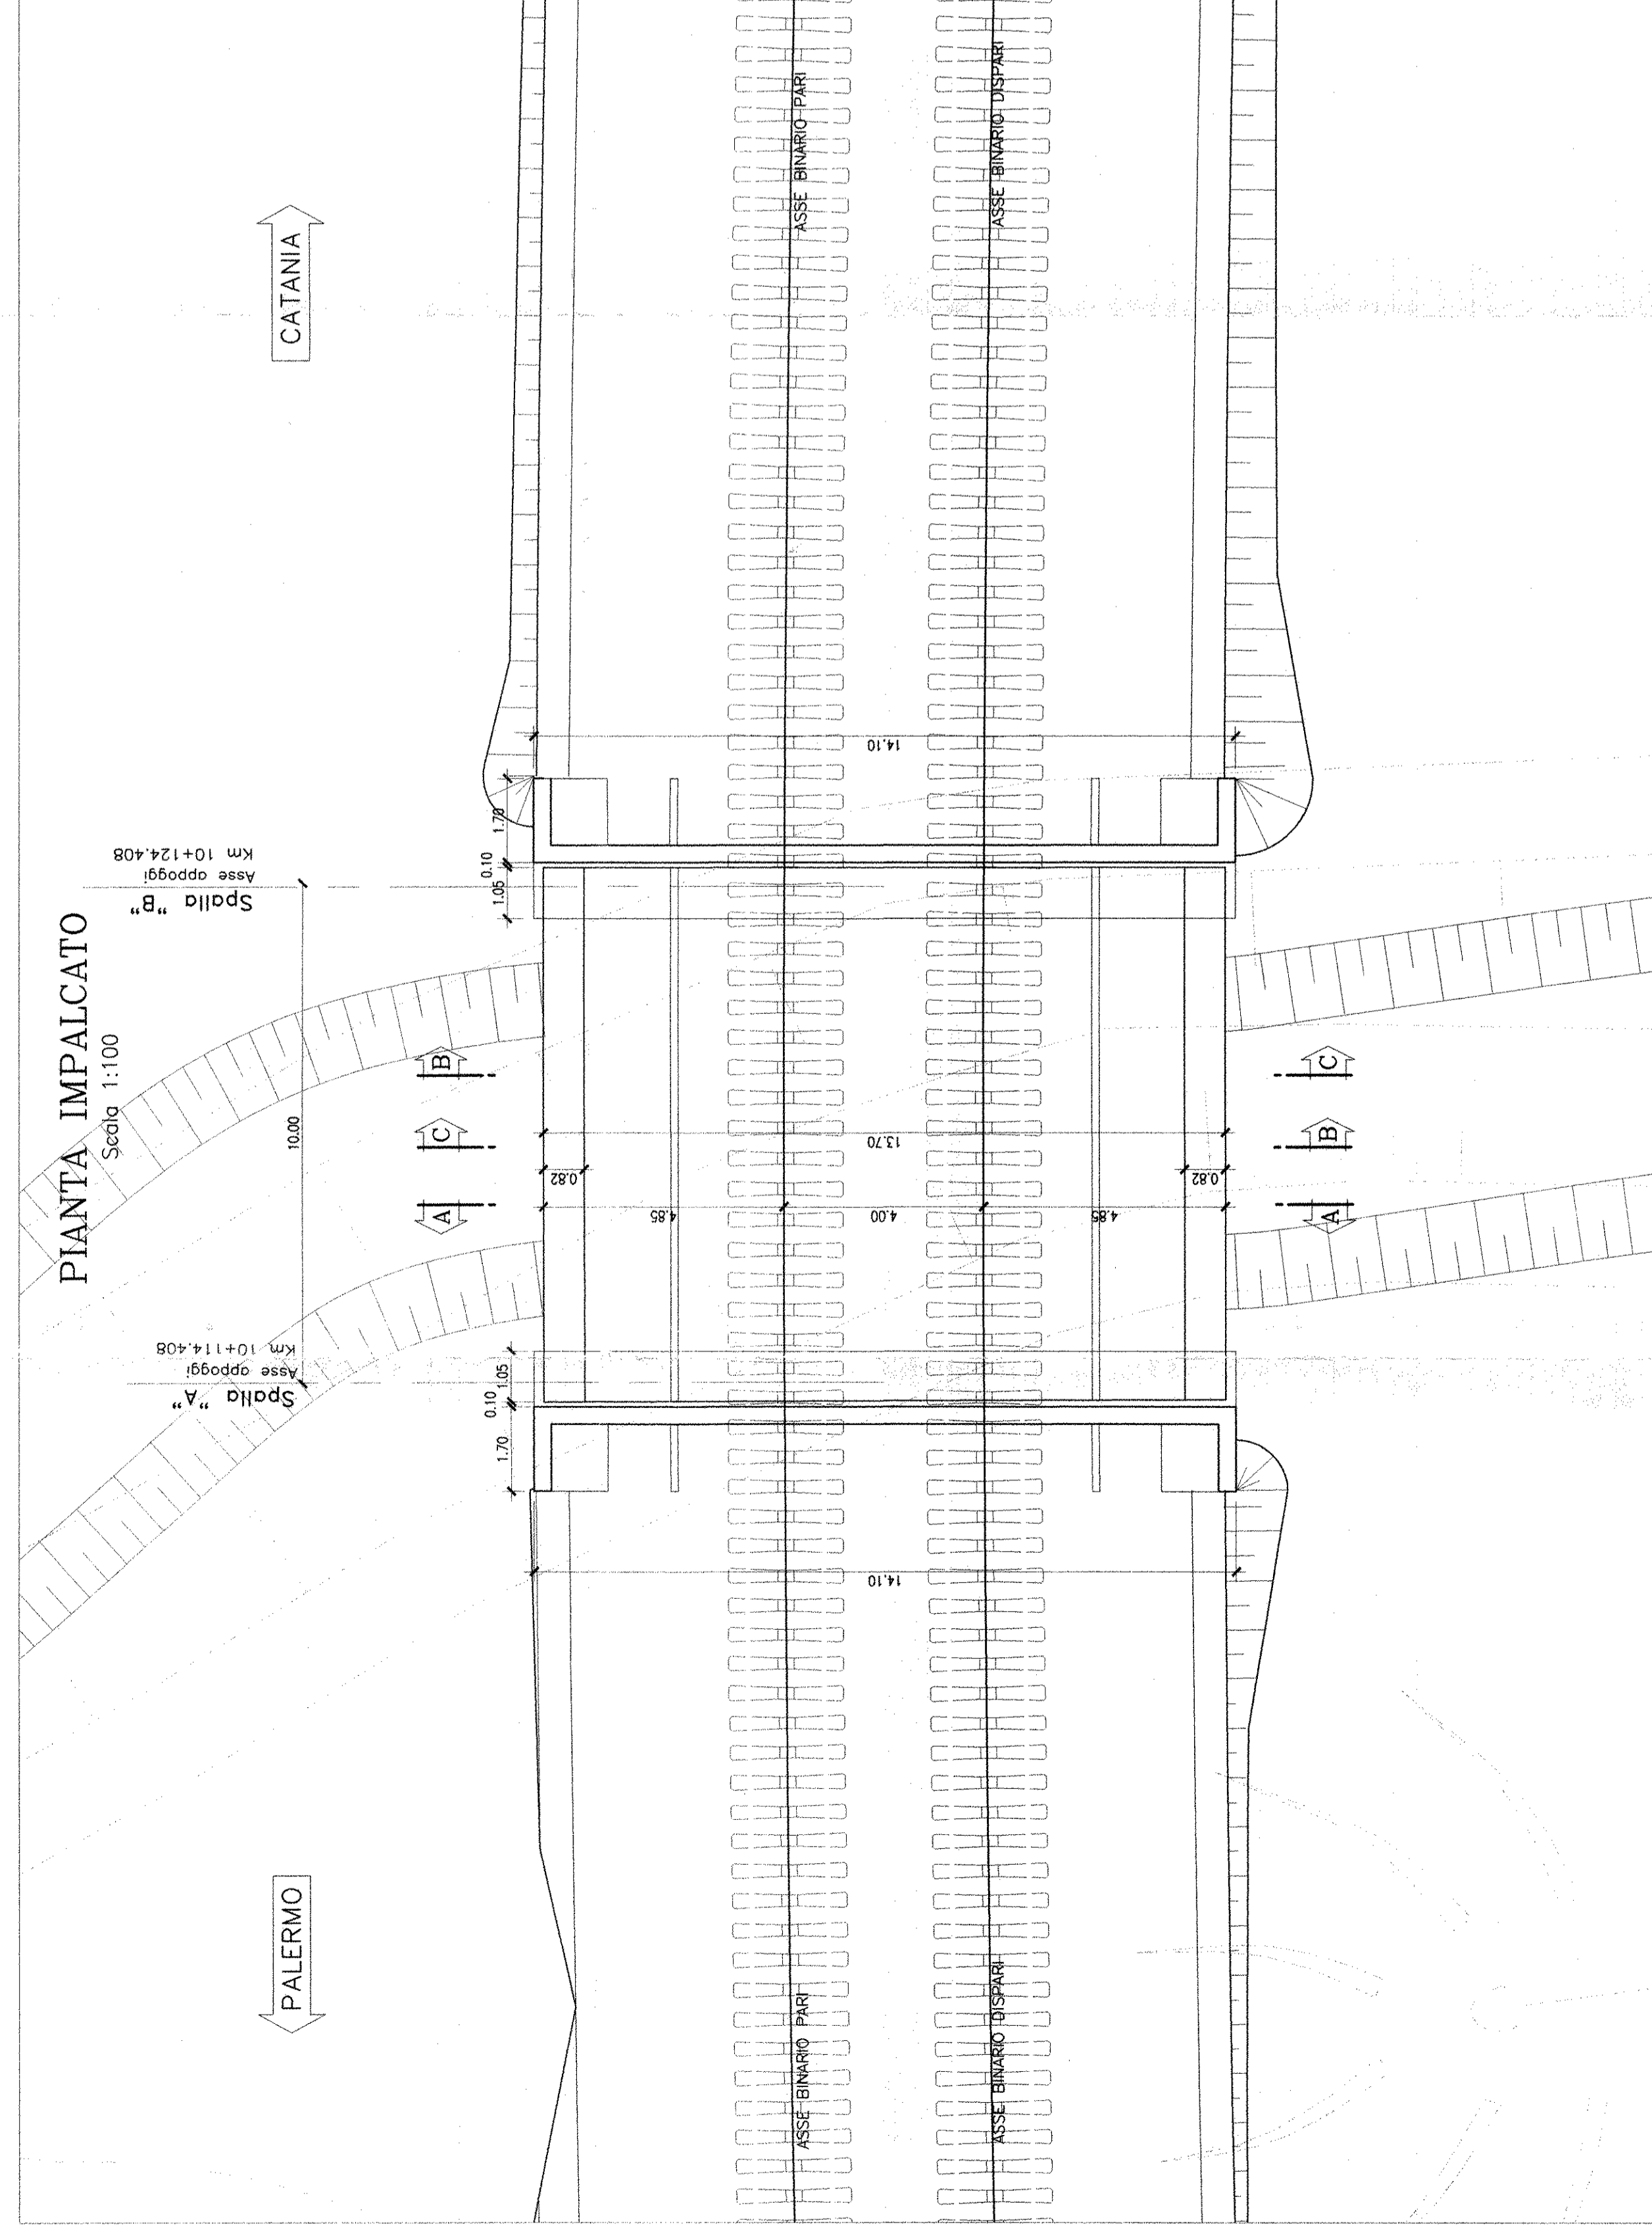 PIANTA IMPALCATO
Scala 1:100
CATANIA
PALERMO
Spalla "B"
Asse appoggi
Km 10+124.408
Spalla "A"
Asse appoggi
Km 10+114.408
10.00
ASSE BINARIO PARI
ASSE BINARIO DISPARI
14.10
1.70
0.10
1.05
B
C
A
C
B
A
13.70
0.82
0.82
4.85
4.00
4.85
1.05
0.10
1.70
14.10
ASSE BINARIO PARI
ASSE BINARIO DISPARI